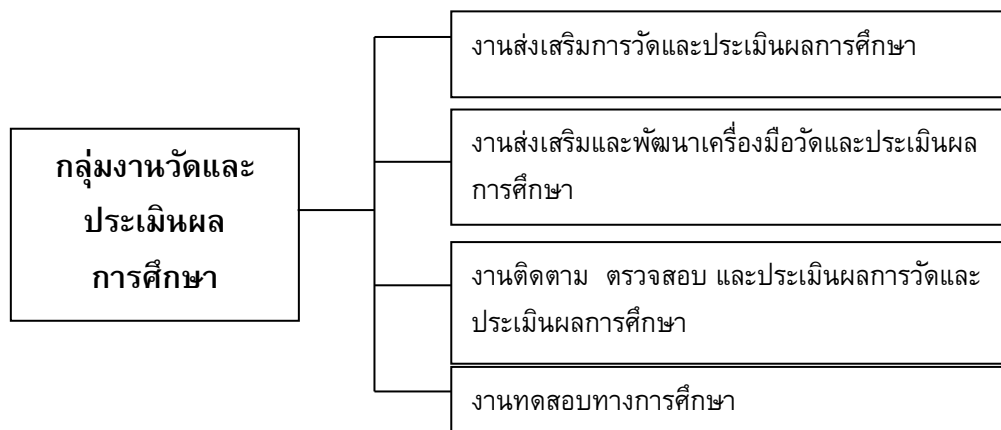 กลุ่มงานวัดและ
ประเมินผล
การศึกษา
งานส่งเสริมการวัดและประเมินผลการศึกษา
งานส่งเสริมและพัฒนาเครื่องมือวัดและประเมินผล
การศึกษา
งานติดตาม ตรวจสอบ และประเมินผลการวัดและ
ประเมินผลการศึกษา
งานทดสอบทางการศึกษา